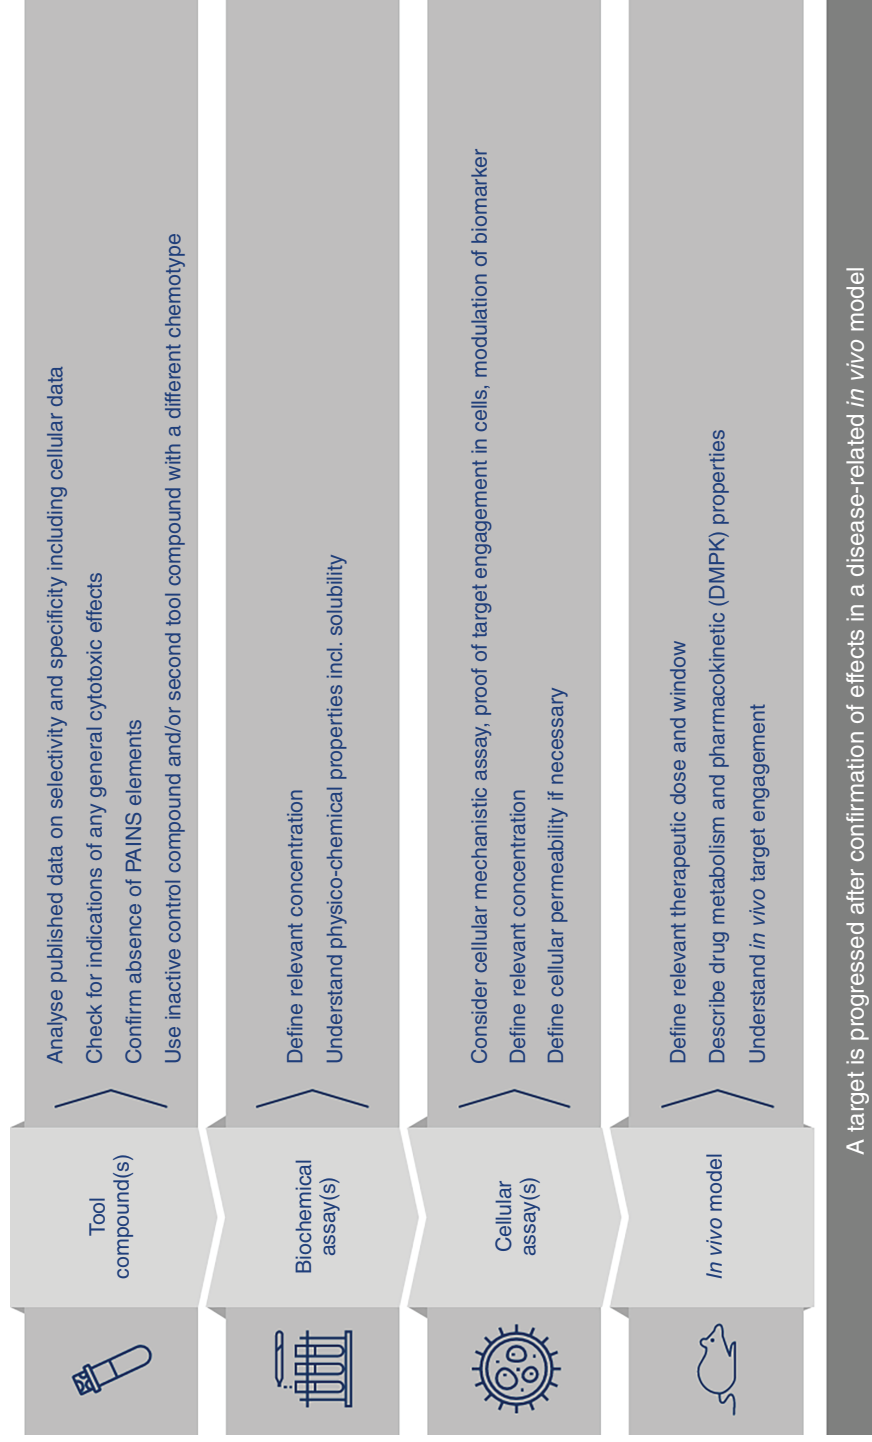 Tool
compound(s)
Analyse published data on selectivity and specificity including cellular data
Check for indications of any general cytotoxic effects
Confirm absence of PAINS elements
Use inactive control compound and/or second tool compound with a different chemotype
Biochemical
assay(s)
Define relevant concentration
Understand physico-chemical properties incl. solubility
Cellular
assay(s)
Consider cellular mechanistic assay, proof of target engagement in cells, modulation of biomarker
Define relevant concentration
Define cellular permeability if necessary
In vivo model
Define relevant therapeutic dose and window
Describe drug metabolism and pharmacokinetic (DMPK) properties
Understand in vivo target engagement
A target is progressed after confirmation of effects in a disease-related in vivo model